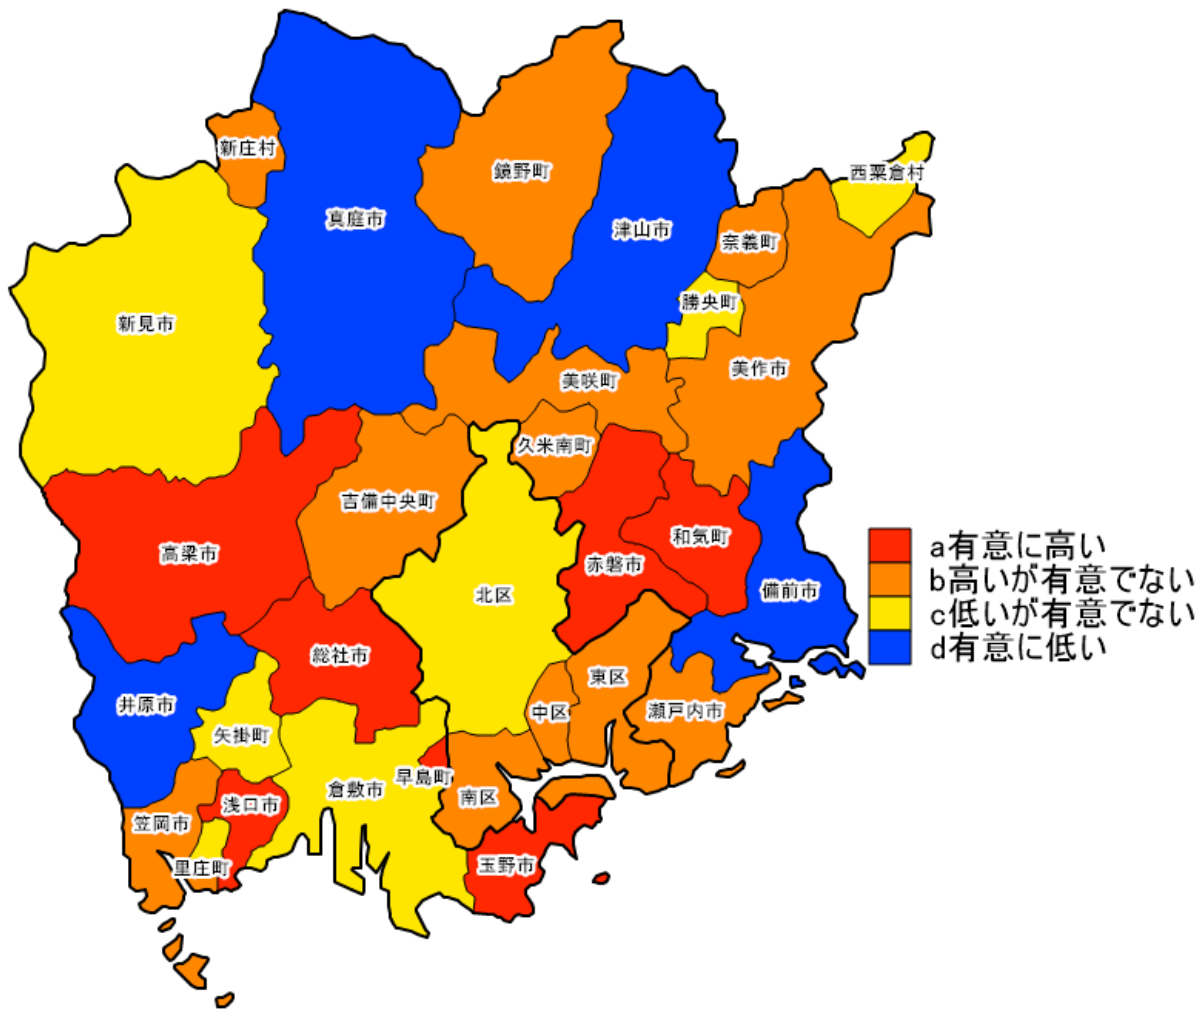 新庄村
鏡野町
西粟倉村
真庭市
津山市
奈義町
勝央町
新見市
美作市
美咲町
久米南町
吉備中央町
和気町
高梁市
赤磐市
備前市
北区
総社市
東区
井原市
中区
瀬戸内市
矢掛町
早島町
倉敷市
南区
浅口市
笠岡市
里庄町
玉野市
a有意に高い
b高いが有意でない
c低いが有意でない
d有意に低い